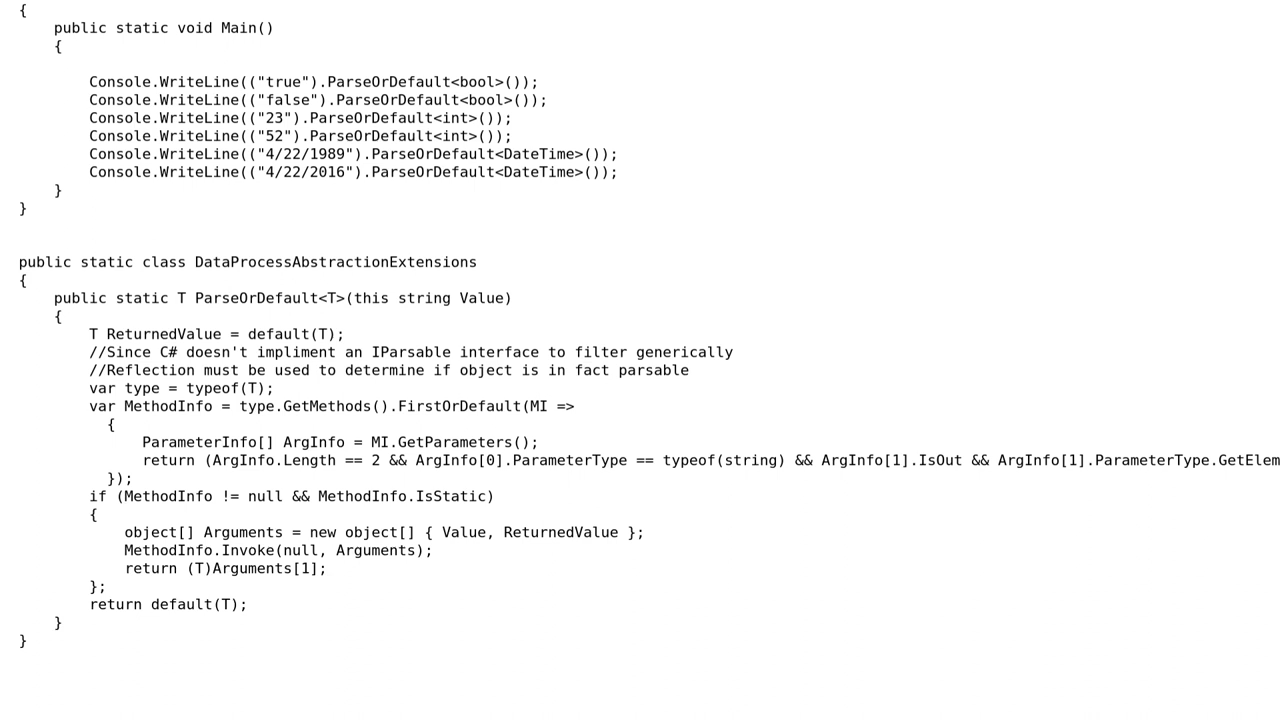 {
    public static void Main()
    {
        Console.WriteLine(("true").ParseOrDefault<bool>());
        Console.WriteLine(("false").ParseOrDefault<bool>());
        Console.WriteLine(("23").ParseOrDefault<int>());
        Console.WriteLine(("52").ParseOrDefault<int>());
        Console.WriteLine(("4/22/1989").ParseOrDefault<DateTime>());
        Console.WriteLine(("4/22/2016").ParseOrDefault<DateTime>());
    }
}
public static class DataProcessAbstractionExtensions
{
    public static T ParseOrDefault<T>(this string Value)
    {
        T ReturnedValue = default(T);
        //Since C# doesn't impliment an IParsable interface to filter generically
        //Reflection must be used to determine if object is in fact parsable
        var type = typeof(T);
        var MethodInfo = type.GetMethods().FirstOrDefault(MI =>
          {
              ParameterInfo[] ArgInfo = MI.GetParameters();
              return (ArgInfo.Length == 2 && ArgInfo[0].ParameterType == typeof(string) && ArgInfo[1].IsOut && ArgInfo[1].ParameterType.GetElem
          });
        if (MethodInfo != null && MethodInfo.IsStatic)
        {
            object[] Arguments = new object[] { Value, ReturnedValue };
            MethodInfo.Invoke(null, Arguments);
            return (T)Arguments[1];
        };
        return default(T);
    }
}